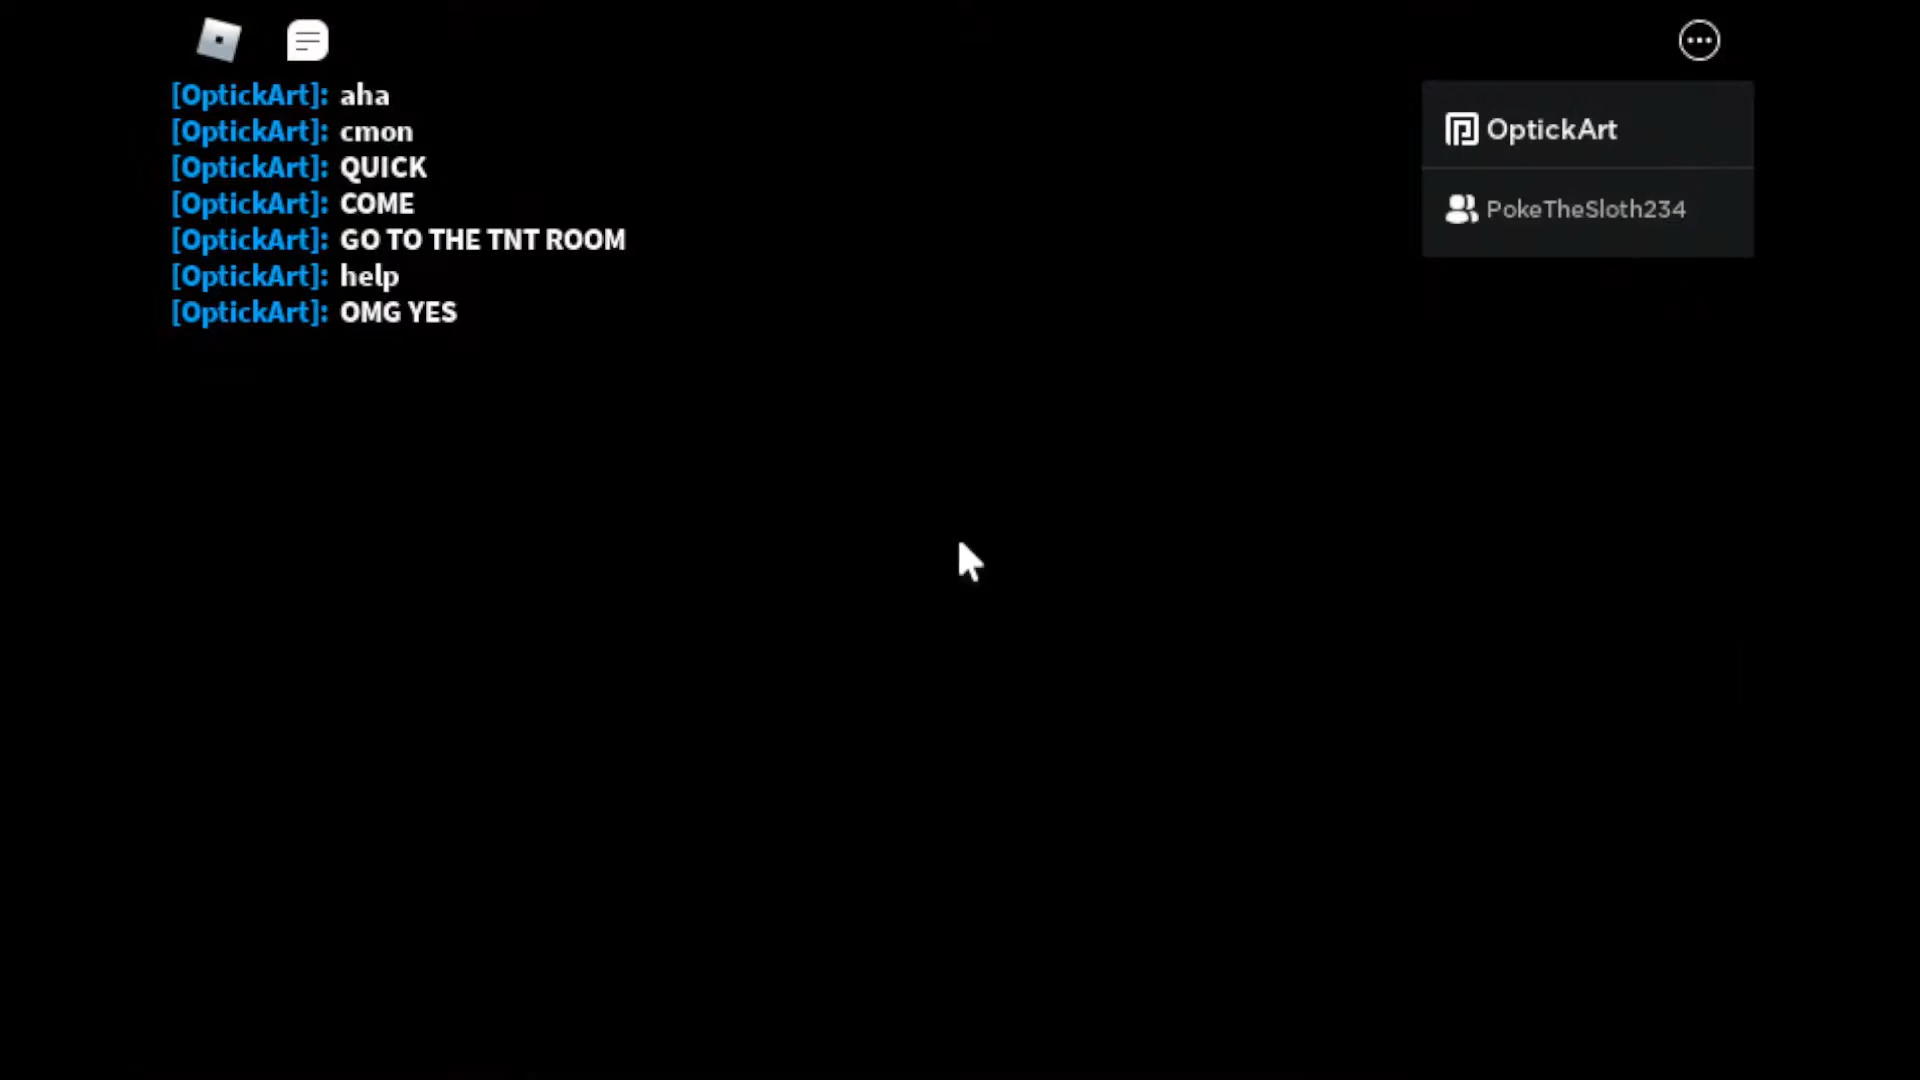 [OptickArt]: aha
[OptickArt]: cmon
[OptickArt]: QUICK
[OptickArt]: COME
[OptickArt]: GO TO THE TNT ROOM
[OptickArt]: help
[OptickArt]: OMG YES
OptickArt
PokeTheSloth234